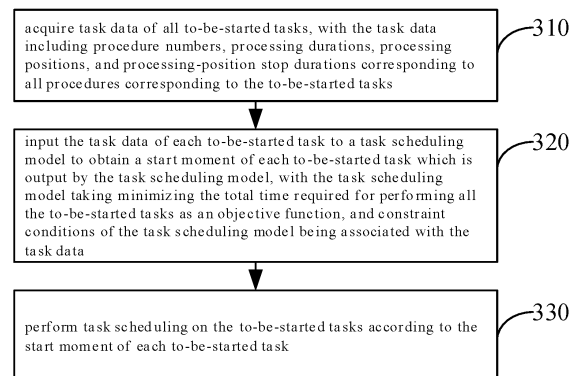 acquire task data of all to-be-started tasks, with the task data
including procedure numbers, processing durations, processing
positions, and processing-position stop durations corresponding to
all procedures corresponding to the to-be-started tasks
310
input the task data of each to-be-started task to a task scheduling
model to obtain a start moment of each to-be-started task which is
output by the task scheduling model, with the task scheduling
model taking minimizing the total time required for performing all
the to-be-started tasks as an objective function, and constraint
conditions of the task scheduling model being associated with the
task data
320
perform task scheduling on the to-be-started tasks according to the
start moment of each to-be-started task
330